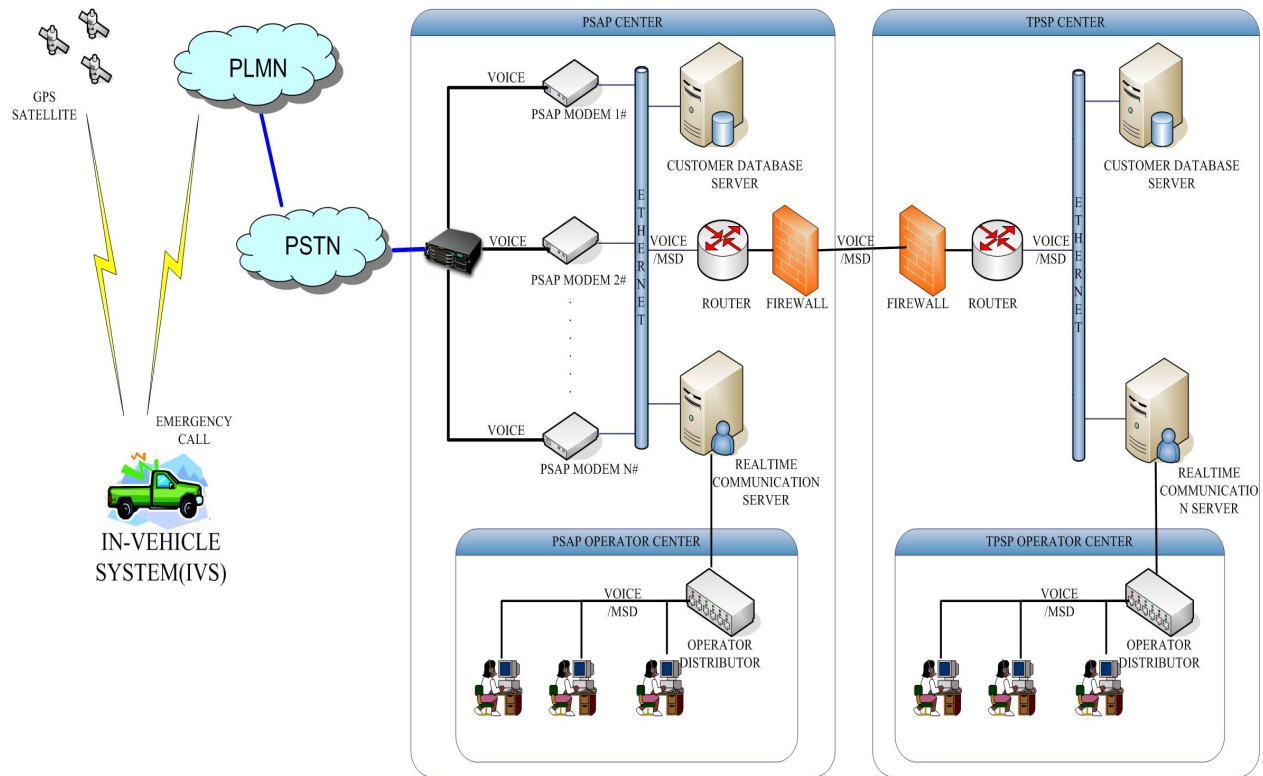 PSAP CENTER
TPSP CENTER
GPS
SATELLITE
PLMN
PSTN
EMERGENCY
CALL
IN-VEHICLE
SYSTEM(IVS)
VOICE
PSAP MODEM 1#
VOICE
PSAP MODEM 2#
VOICE
PSAP MODEM N#
ETHERNET
CUSTOMER DATABASE
SERVER
VOICE
/MSD
ROUTER
FIREWALL
VOICE
/MSD
REALTIME
COMMUNICATION
SERVER
PSAP OPERATOR CENTER
VOICE
/MSD
OPERATOR
DISTRIBUTOR
FIREWALL
ROUTER
VOICE
/MSD
ETHERNET
CUSTOMER DATABASE
SERVER
REALTIME
COMMUNICATIO
N SERVER
TPSP OPERATOR CENTER
VOICE
/MSD
OPERATOR
DISTRIBUTOR